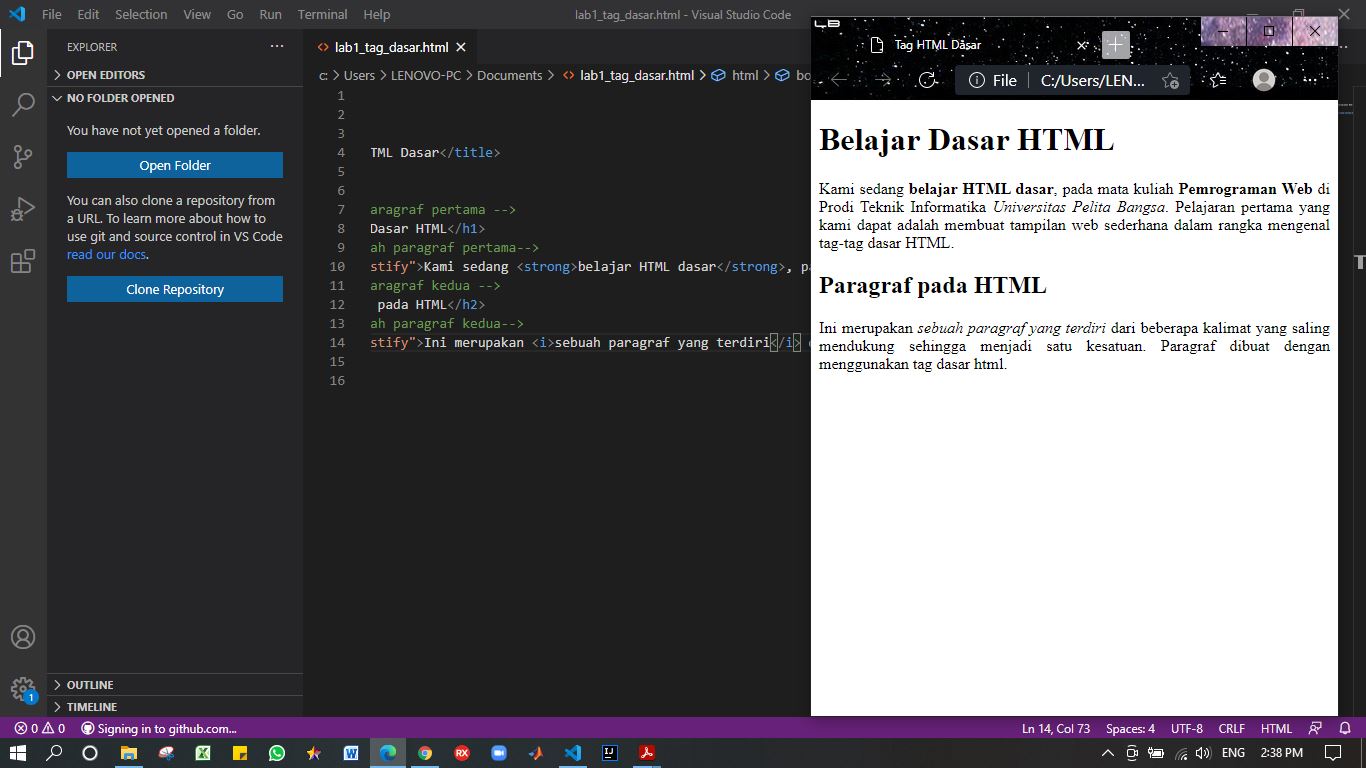 File Edit Selection View Go Run Terminal Help
lab1_tag_dasar.html - Visual Studio Code
EXPLORER
OPEN EDITORS
NO FOLDER OPENED
You have not yet opened a folder.
Open Folder
You can also clone a repository from
a URL. To learn more about how to
use git and source control in VS Code
read our docs.
Clone Repository
OUTLINE
TIMELINE
lab1_tag_dasar.html
c: > Users > LENOVO-PC > Documents > lab1_tag_dasar.html > html > bo
1
2
3
4 TML Dasar</title>
5
6
7 aragraf pertama -->
8 Dasar HTML</h1>
9 ah paragraf pertama-->
10 stify">Kami sedang <strong>belajar HTML dasar</strong>, pa
11 aragraf kedua -->
12 pada HTML</h2>
13 ah paragraf kedua-->
14 stify">Ini merupakan <i>sebuah paragraf yang terdiri</i>
15
16
Tag HTML Dasar
File C:/Users/LEN...
Belajar Dasar HTML
Kami sedang belajar HTML dasar, pada mata kuliah Pemrograman Web di
Prodi Teknik Informatika Universitas Pelita Bangsa. Pelajaran pertama yang
kami dapat adalah membuat tampilan web sederhana dalam rangka mengenal
tag-tag dasar HTML.
Paragraf pada HTML
Ini merupakan sebuah paragraf yang terdiri dari beberapa kalimat yang saling
mendukung sehingga menjadi satu kesatuan. Paragraf dibuat dengan
menggunakan tag dasar html.
1
0 0 Signing in to github.com...
Ln 14, Col 73 Spaces: 4 UTF-8 CRLF HTML
ENG 2:38 PM